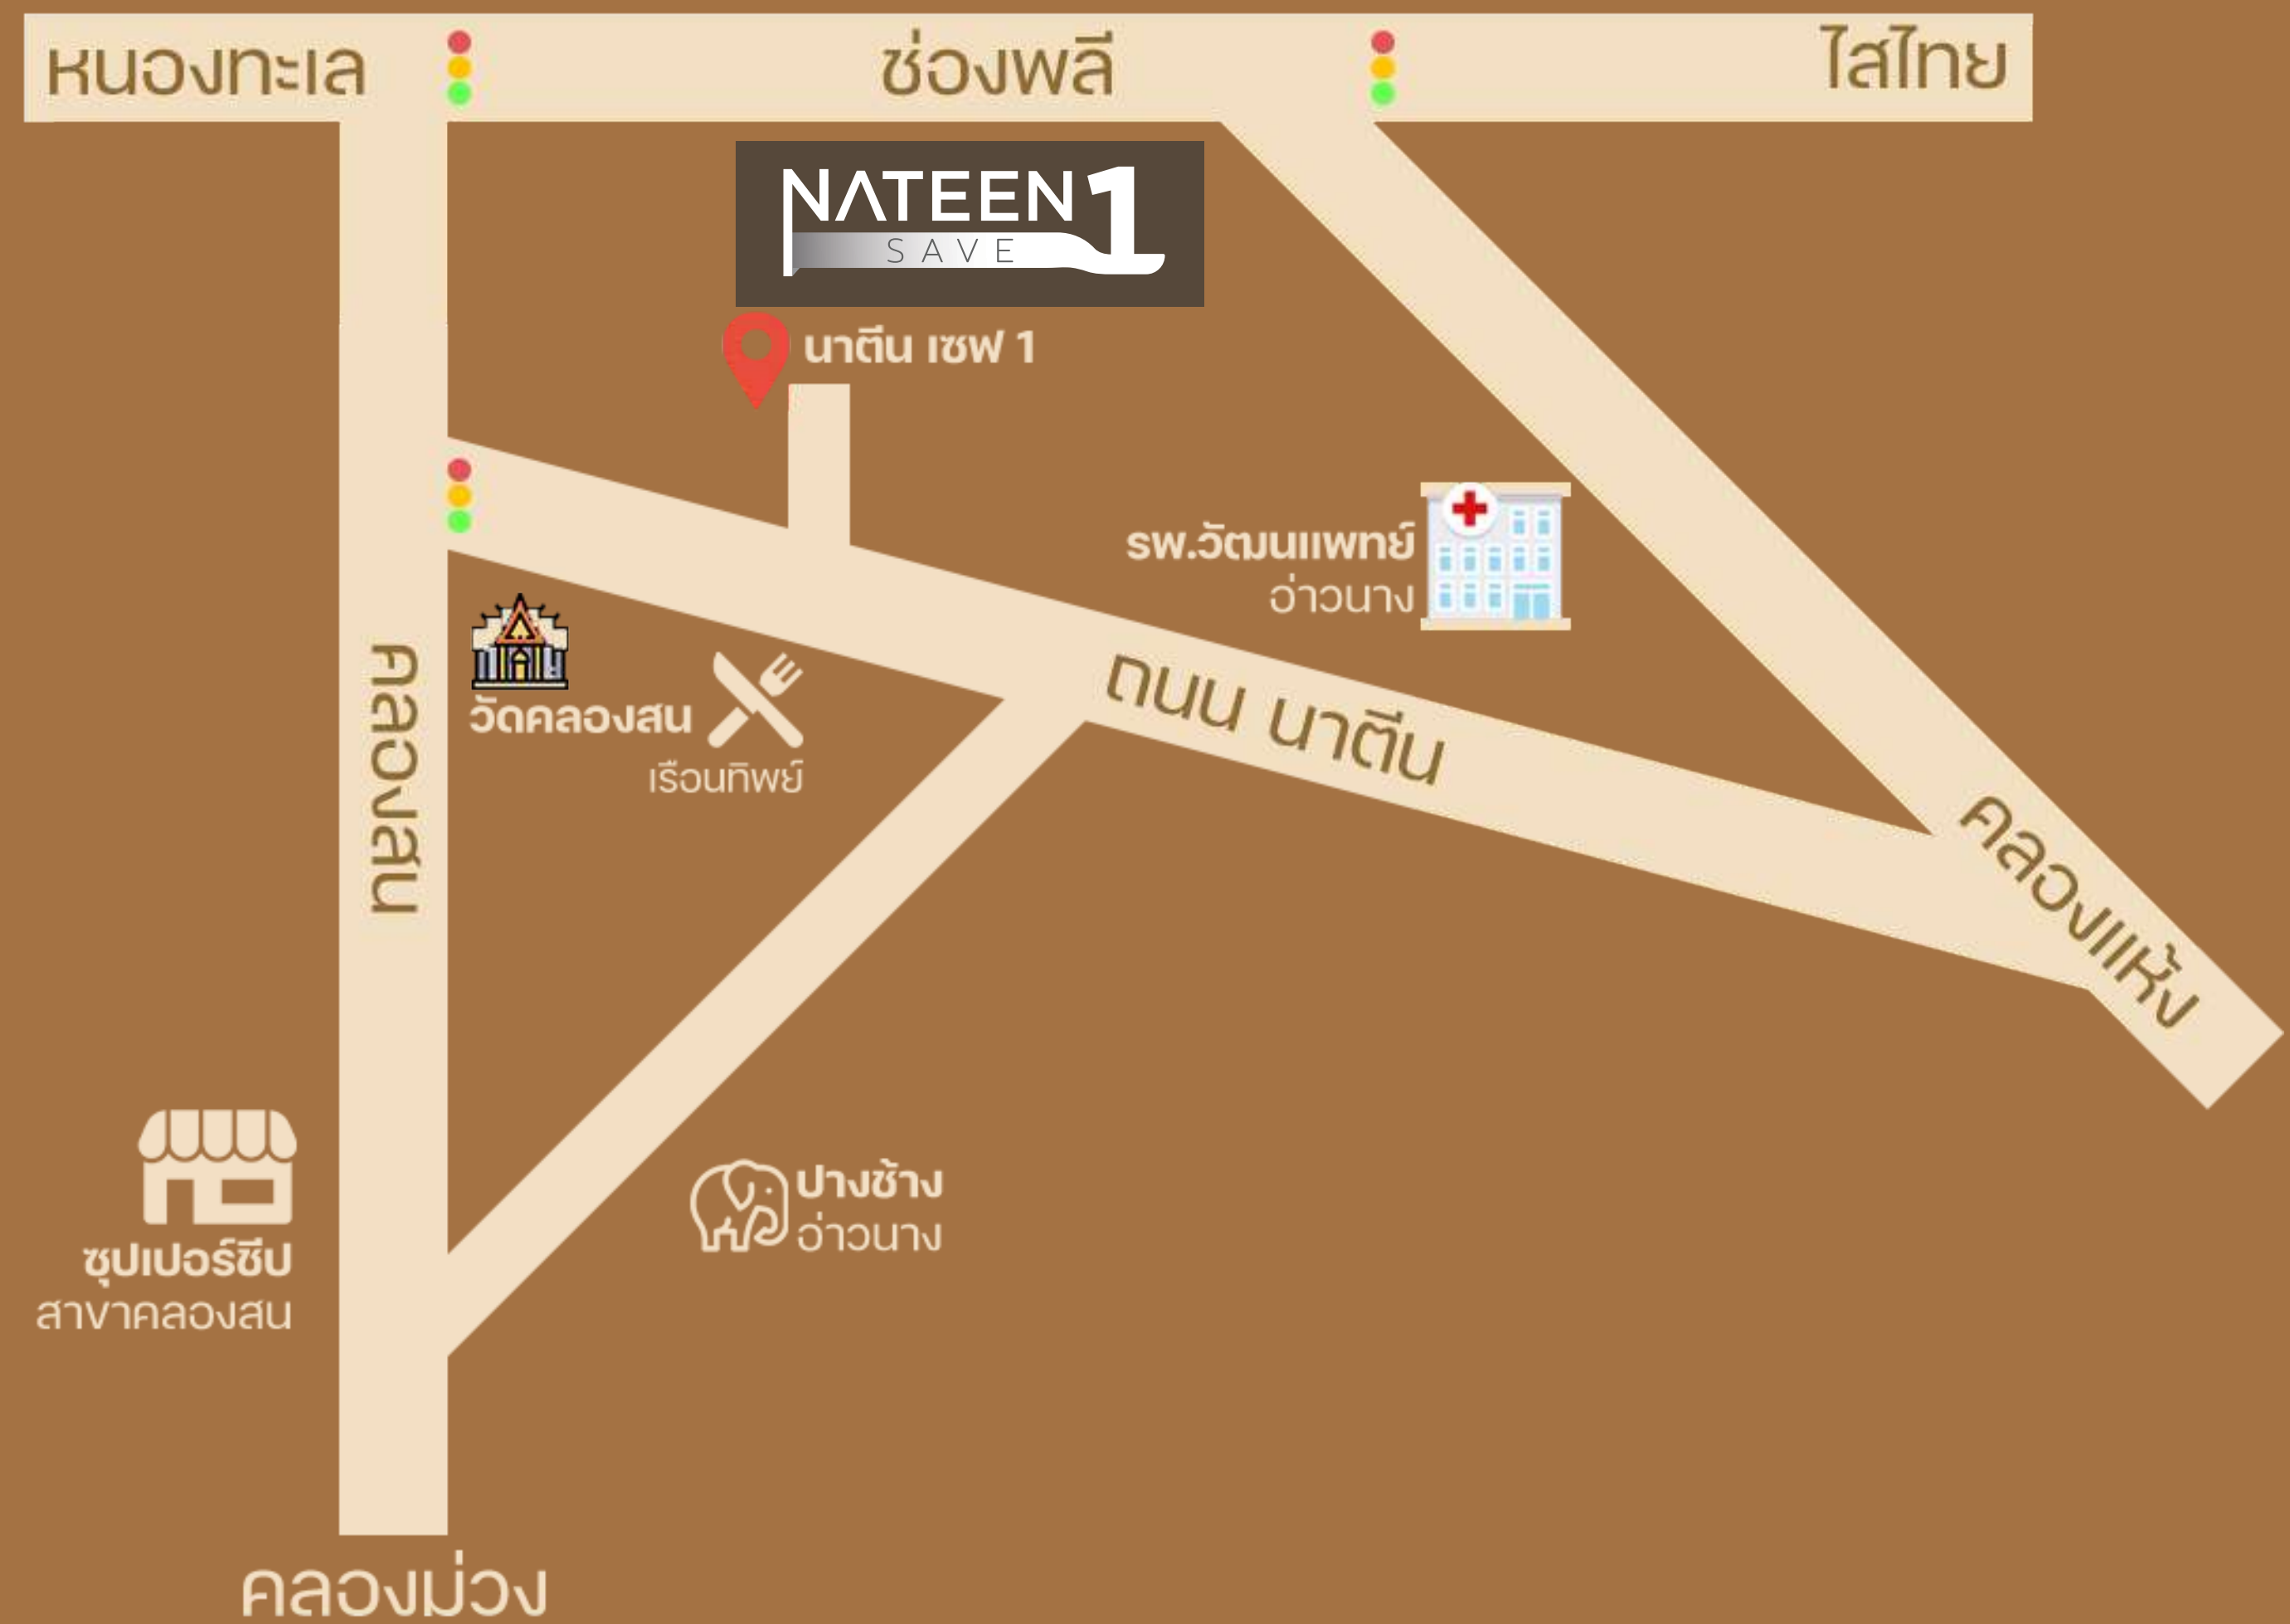 หนองทะเล
ช่องพลี
ไสไทย
NATEEN 1
SAVE
นาตีน เซฟ 1
รพ.วัฒนแพทย์
อ่าวนาง
วัดคลองสน
เรือนทิพย์
ถนน นาตีน
คลองสน
คลองแห้ง
ปางช้าง
อ่าวนาง
ซุปเปอร์ชีป
สาขาคลองสน
คลองม่วง